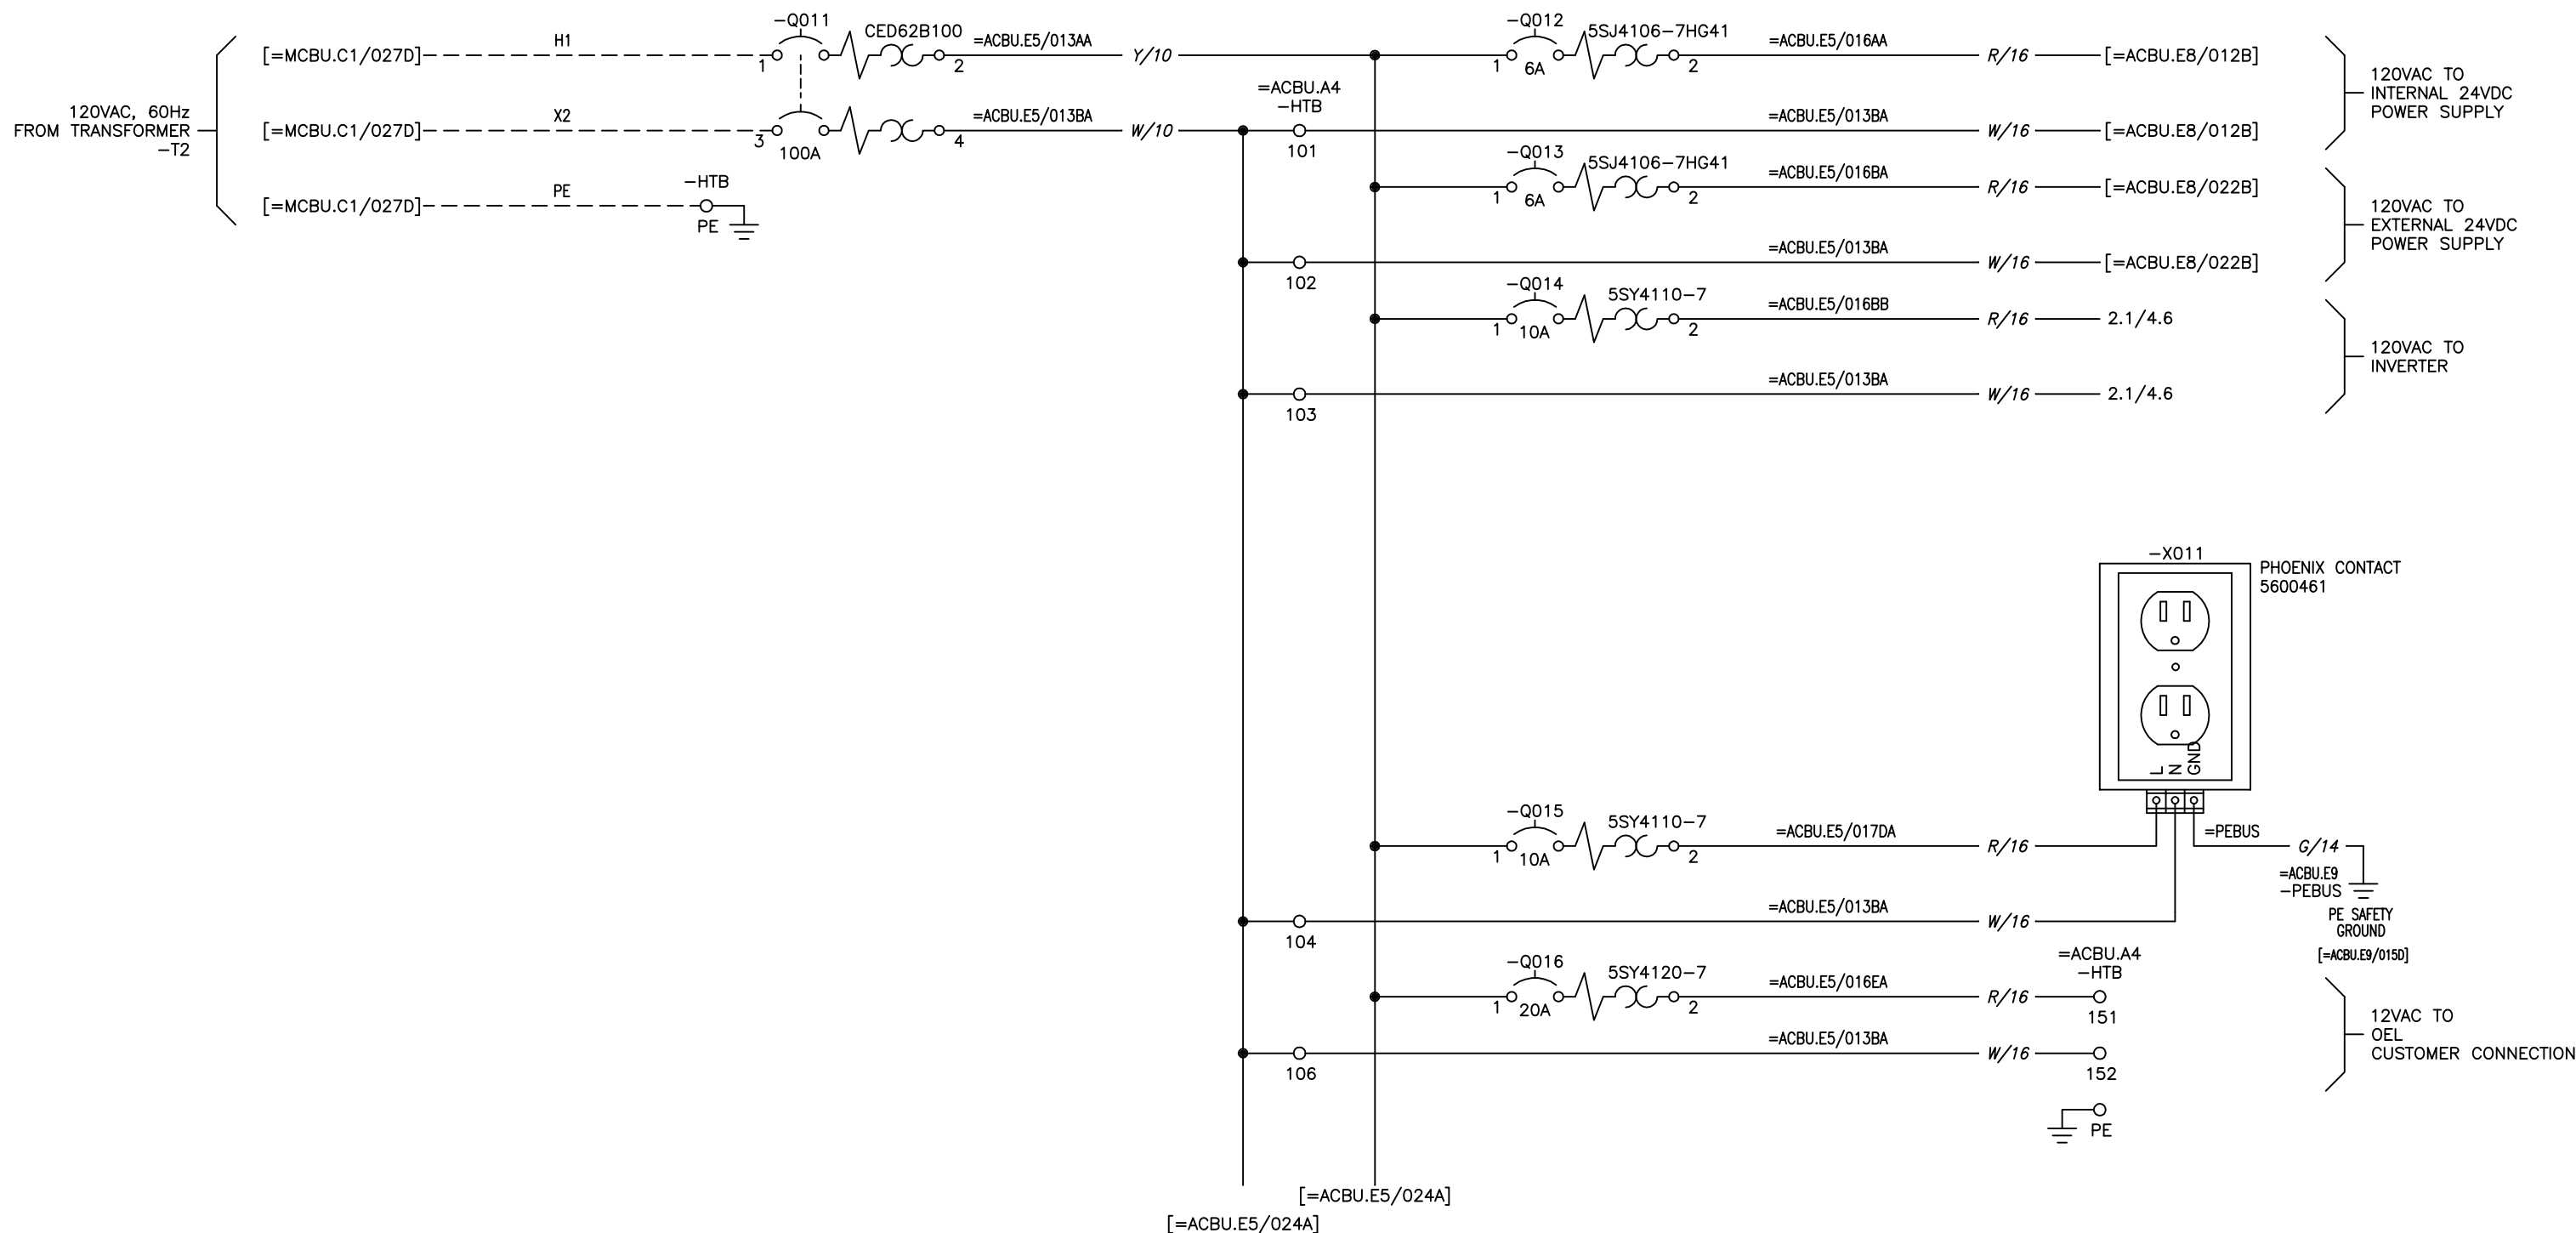 -Q011
CED62B100
[=MCBU.C1/027D]
H1
1
2
=ACBU.E5/013AA
Y/10
-Q012
5SJ4106-7HG41
1
6A
2
=ACBU.E5/016AA
R/16
[=ACBU.E8/012B]
120VAC TO
INTERNAL 24VDC
POWER SUPPLY
120VAC, 60Hz
FROM TRANSFORMER
-T2
[=MCBU.C1/027D]
X2
3
100A
4
=ACBU.E5/013BA
W/10
=ACBU.A4
-HTB
101
=ACBU.E5/013BA
W/16
[=ACBU.E8/012B]
[=MCBU.C1/027D]
PE
-HTB
PE
-Q013
5SJ4106-7HG41
1
6A
2
=ACBU.E5/016BA
R/16
[=ACBU.E8/022B]
120VAC TO
EXTERNAL 24VDC
POWER SUPPLY
102
=ACBU.E5/013BA
W/16
[=ACBU.E8/022B]
-Q014
5SY4110-7
1
10A
2
=ACBU.E5/016BB
R/16
2.1/4.6
120VAC TO
INVERTER
103
=ACBU.E5/013BA
W/16
2.1/4.6
-X011
PHOENIX CONTACT
5600461
L
N
GND
-Q015
5SY4110-7
1
10A
2
=ACBU.E5/017DA
R/16
=PEBUS
G/14
=ACBU.E9
-PEBUS
PE SAFETY
GROUND
[=ACBU.E9/015D]
104
=ACBU.E5/013BA
W/16
-Q016
5SY4120-7
1
20A
2
=ACBU.E5/016EA
R/16
=ACBU.A4
-HTB
151
12VAC TO
OEL
CUSTOMER CONNECTION
106
=ACBU.E5/013BA
W/16
152
PE
[=ACBU.E5/024A]
[=ACBU.E5/024A]